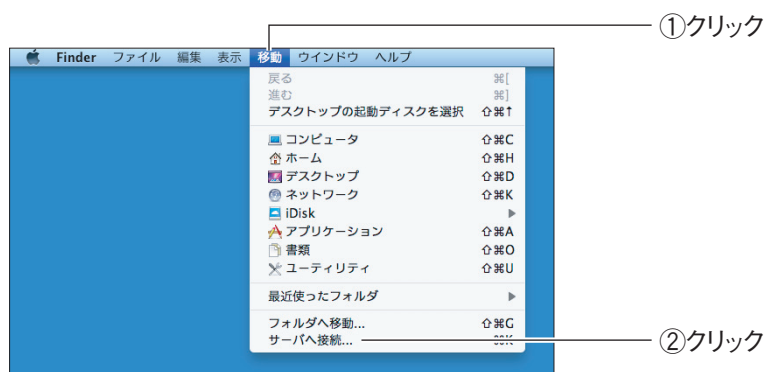 ①クリック
Finder ファイル 編集 表示 移動 ウインドウ ヘルプ
戻る ⌘[
進む ⌘]
デスクトップの起動ディスクを選択 ⇧⌘↑
コンピュータ ⇧⌘C
ホーム ⇧⌘H
デスクトップ ⇧⌘D
ネットワーク ⇧⌘K
iDisk ▶
アプリケーション ⇧⌘A
書類 ⇧⌘O
ユーティリティ ⇧⌘U
最近使ったフォルダ ▶
フォルダへ移動... ⇧⌘G
サーバへ接続... ⌘K
②クリック